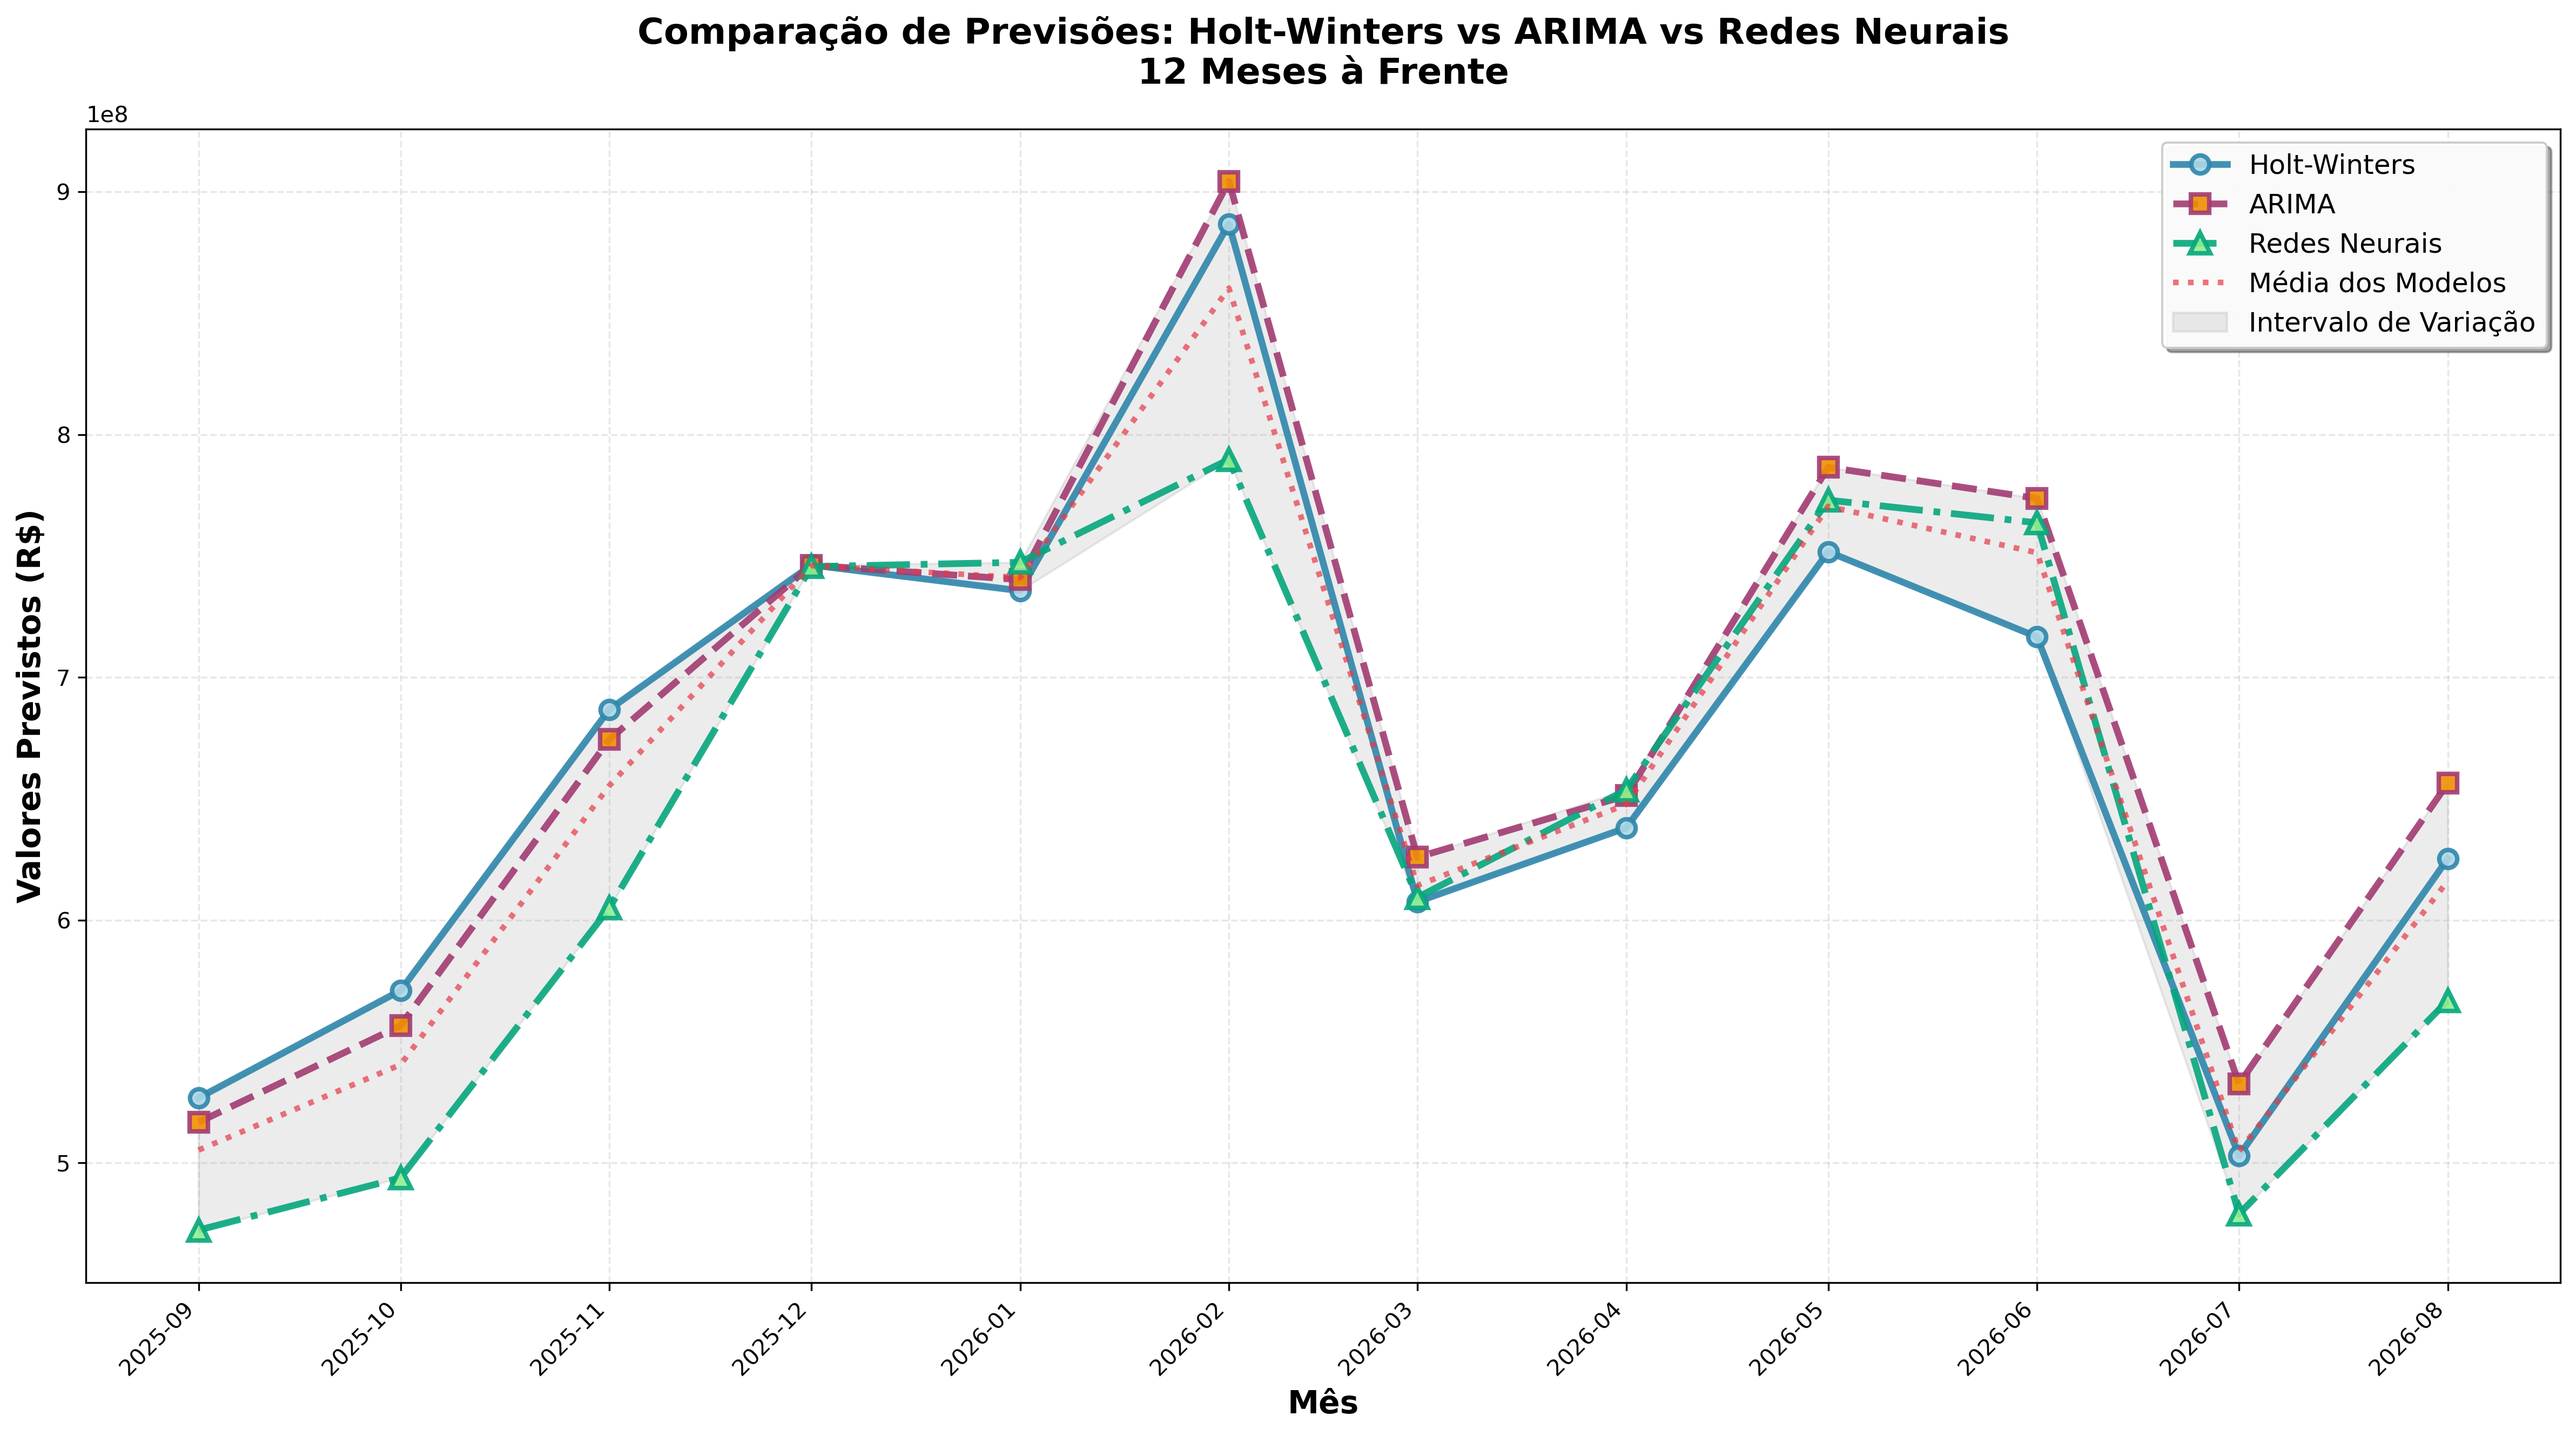 Comparação de Previsões: Holt-Winters vs ARIMA vs Redes Neurais
12 Meses à Frente
1e8
9
8
7
6
5
Valores Previstos (R$)
Holt-Winters
ARIMA
Redes Neurais
Média dos Modelos
Intervalo de Variação
2025-09
2025-10
2025-11
2025-12
2026-01
2026-02
2026-03
2026-04
2026-05
2026-06
2026-07
2026-08
Mês